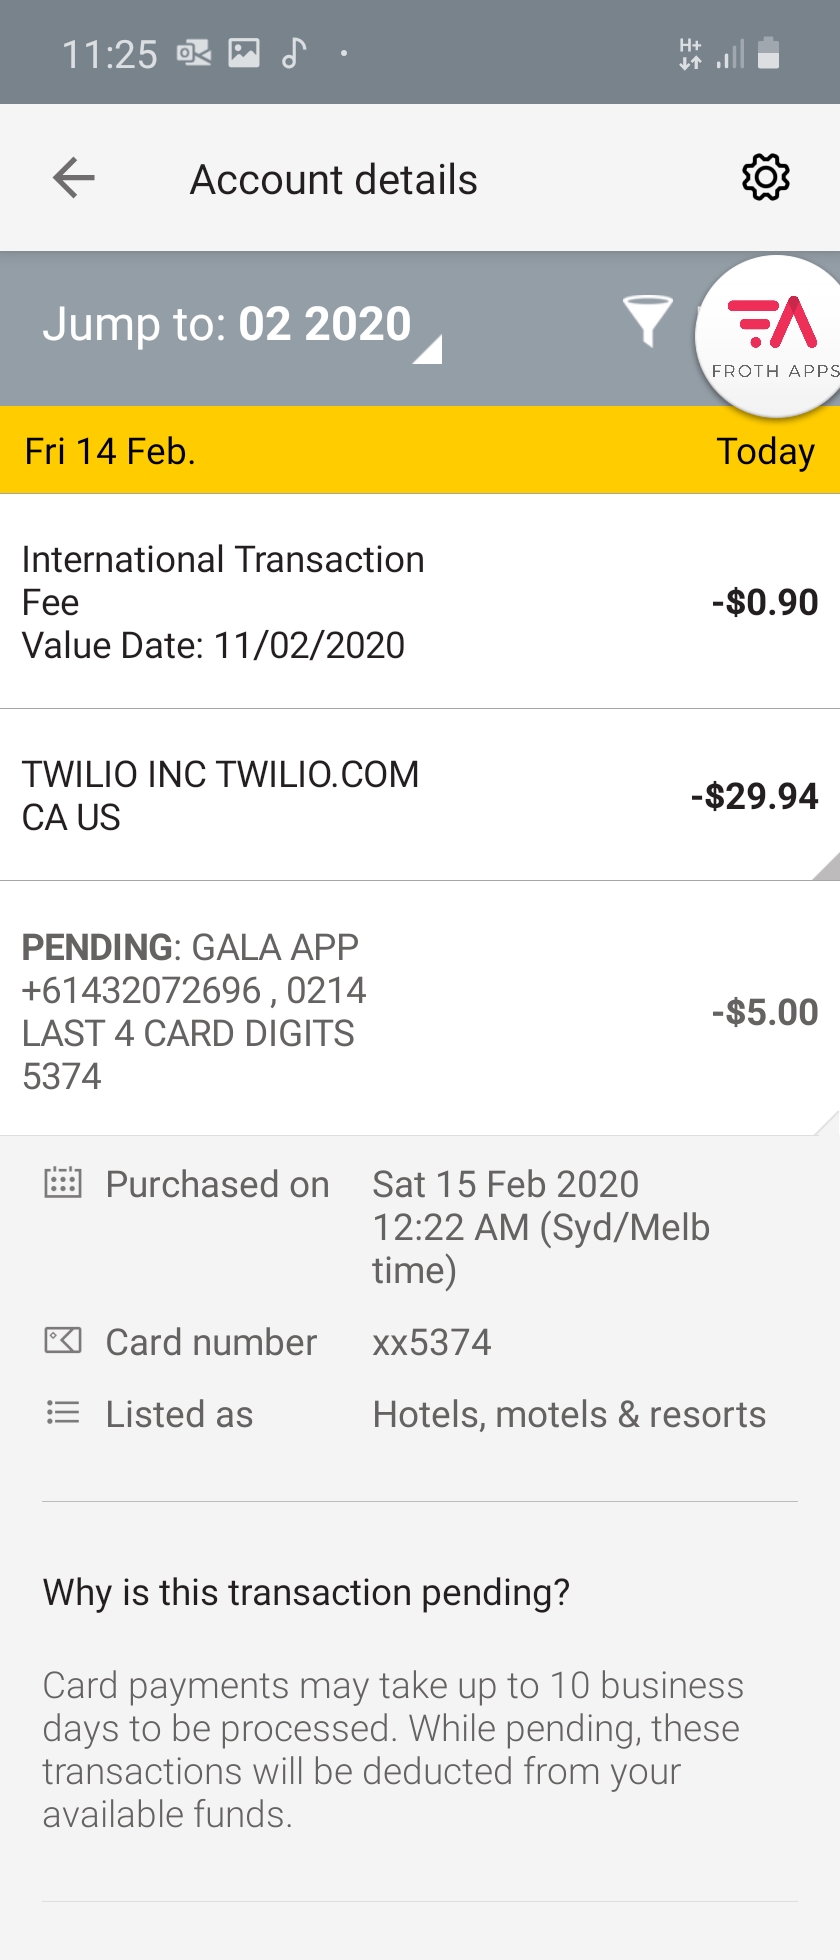 11:25
H+
Account details
Jump to: 02 2020
FROTH APPS
Fri 14 Feb.
Today
International Transaction
Fee
Value Date: 11/02/2020
-$0.90
TWILIO INC TWILIO.COM
CA US
-$29.94
PENDING: GALA APP
+61432072696 , 0214
LAST 4 CARD DIGITS
5374
-$5.00
Purchased on
Sat 15 Feb 2020
12:22 AM (Syd/Melb
time)
Card number
xx5374
Listed as
Hotels, motels & resorts
Why is this transaction pending?
Card payments may take up to 10 business
days to be processed. While pending, these
transactions will be deducted from your
available funds.